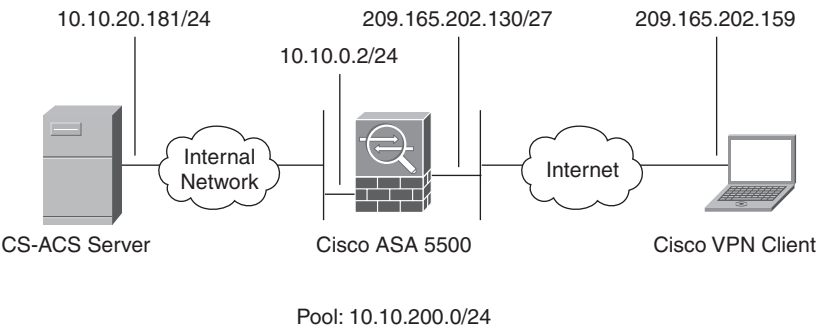 10.10.20.181/24
209.165.202.130/27
209.165.202.159
10.10.0.2/24
Internal
Network
Internet
CS-ACS Server
Cisco ASA 5500
Cisco VPN Client
Pool: 10.10.200.0/24